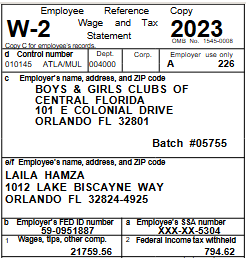 Employee Reference Copy
W-2 Wage and Tax Statement 2023
Copy C for employee's records.
OMB No. 1545-0008
d Control number Dept. Corp. Employer use only
010145 ATLA/MUL 004000 A 226
c Employer's name, address, and ZIP code
BOYS & GIRLS CLUBS OF
CENTRAL FLORIDA
101 E COLONIAL DRIVE
ORLANDO FL 32801
Batch #05755
e/f Employee's name, address, and ZIP code
LAILA HAMZA
1012 LAKE BISCAYNE WAY
ORLANDO FL 32824-4925
b Employer's FED ID number a Employee's SSA number
59-0951887 XXX-XX-5304
1 Wages, tips, other comp. 2 Federal income tax withheld
21759.56 794.62